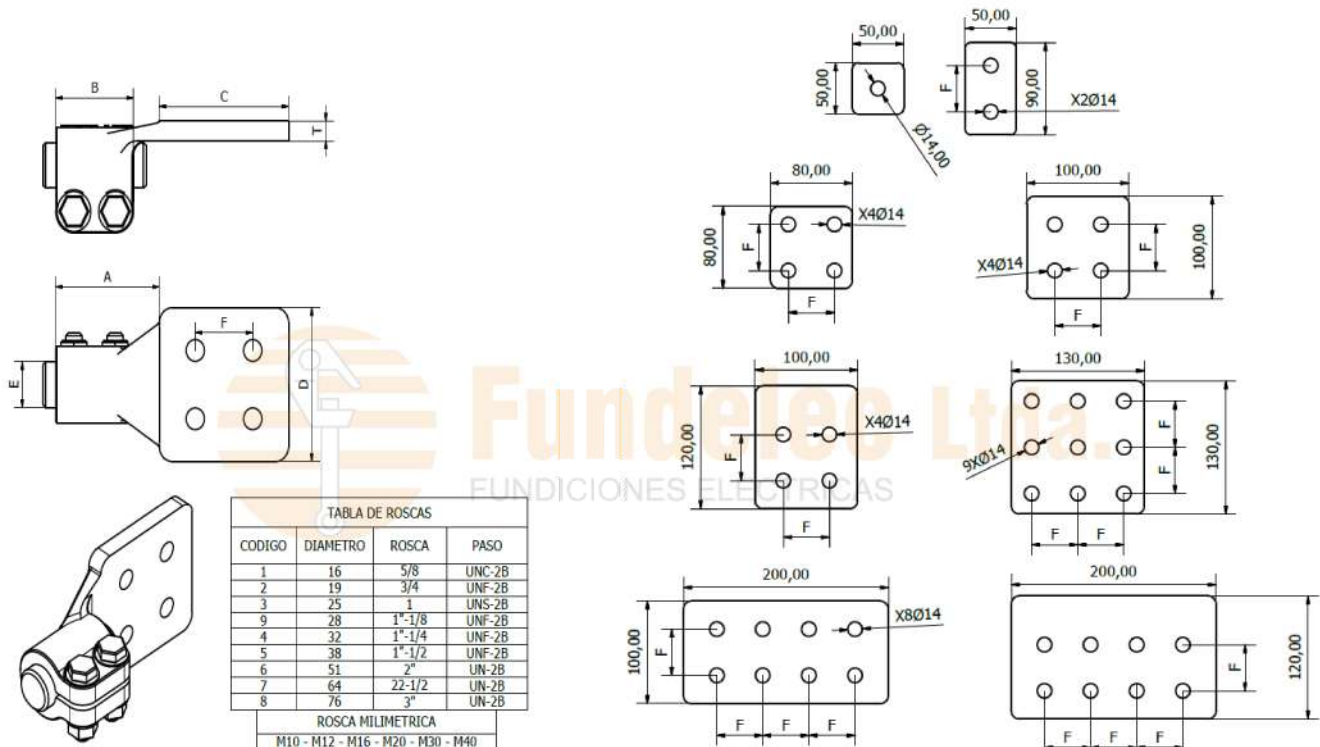 B
C
T
A
F
D
E
Fundelec Ltda.
FUNDICIONES ELECTRICAS
TABLA DE ROSCAS
CODIGO DIAMETRO ROSCA PASO
1 16 5/8 UNC-2B
2 19 3/4 UNF-2B
3 25 1 UNS-2B
9 28 1"-1/8 UNF-2B
4 32 1"-1/4 UNF-2B
5 38 1"-1/2 UNF-2B
6 51 2" UN-2B
7 64 22-1/2 UN-2B
8 76 3" UN-2B
ROSCA MILIMETRICA
M10 - M12 - M16 - M20 - M30 - M40
50,00
50,00
Ø14,00
50,00
F
90,00
X2Ø14
80,00
80,00
F
X4Ø14
F
100,00
X4Ø14
F
100,00
F
100,00
120,00
F
X4Ø14
F
130,00
9XØ14
F
F
130,00
F F
200,00
100,00
F
X8Ø14
F F F
200,00
F
120,00
F F F